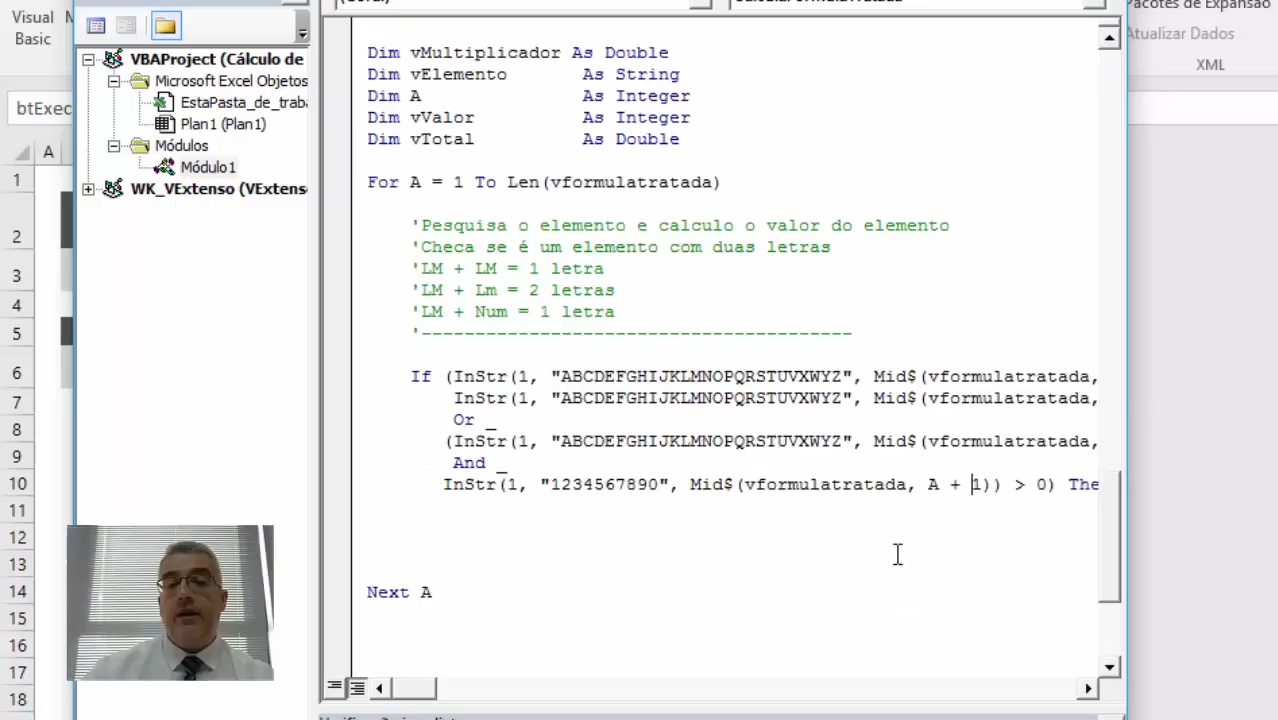 Visual
Basic
Pacotes de Expansão
Atualizar Dados
XML
btExec
VBAProject (Cálculo de
Microsoft Excel Objetos
EstaPasta_de_trab
Plan1 (Plan1)
Módulos
Módulo1
WK_VExtenso (VExtens
A
1
2
3
4
5
6
7
8
9
10
11
12
13
14
15
16
17
18
Dim vMultiplicador As Double
Dim vElemento As String
Dim A As Integer
Dim vValor As Integer
Dim vTotal As Double
For A = 1 To Len(vformulatratada)
'Pesquisa o elemento e calculo o valor do elemento
'Checa se é um elemento com duas letras
'LM + LM = 1 letra
'LM + Lm = 2 letras
'LM + Num = 1 letra
'----------------------------------------
If (InStr(1, "ABCDEFGHIJKLMNOPQRSTUVXWYZ", Mid$(vformulatratada,
InStr(1, "ABCDEFGHIJKLMNOPQRSTUVXWYZ", Mid$(vformulatratada,
Or _
(InStr(1, "ABCDEFGHIJKLMNOPQRSTUVXWYZ", Mid$(vformulatratada,
And _
InStr(1, "1234567890", Mid$(vformulatratada, A + 1)) > 0) The
Next A